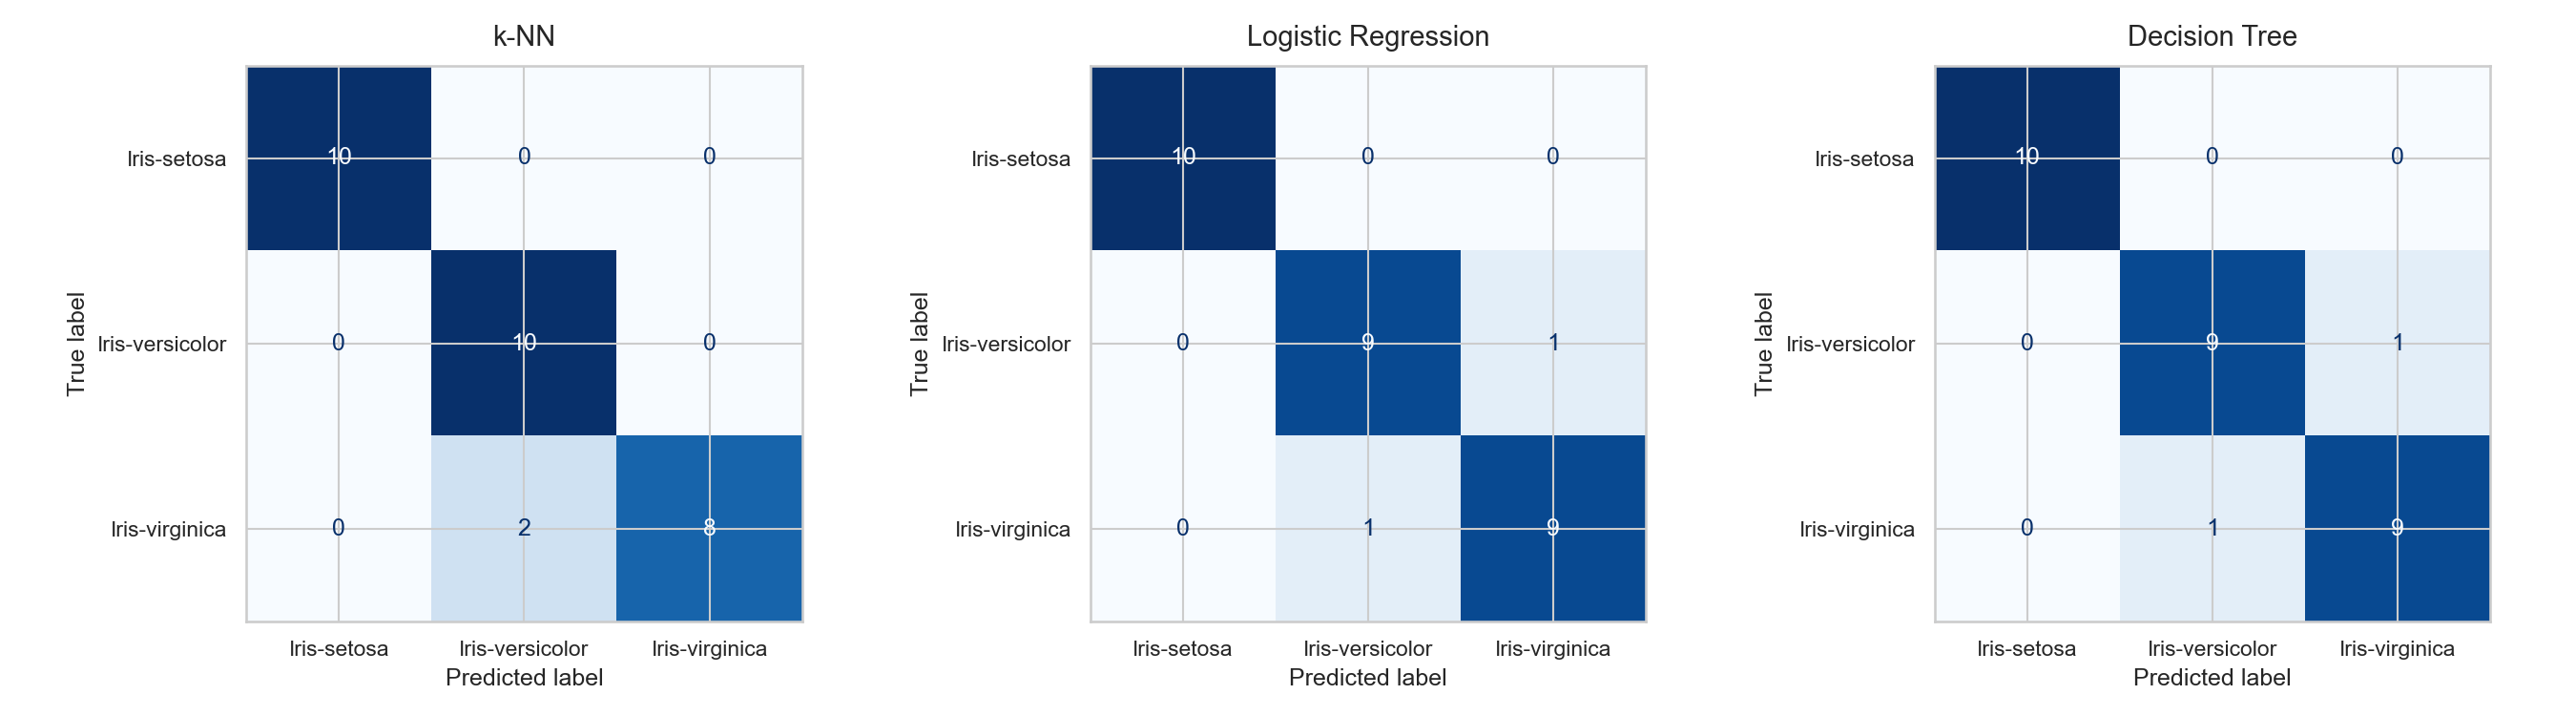 k-NN
Iris-setosa 10 0 0
True label
Iris-versicolor 0 10 0
Iris-virginica 0 2 8
Iris-setosa Iris-versicolor Iris-virginica
Predicted label
Logistic Regression
Iris-setosa 10 0 0
True label
Iris-versicolor 0 9 1
Iris-virginica 0 1 9
Iris-setosa Iris-versicolor Iris-virginica
Predicted label
Decision Tree
Iris-setosa 10 0 0
True label
Iris-versicolor 0 9 1
Iris-virginica 0 1 9
Iris-setosa Iris-versicolor Iris-virginica
Predicted label